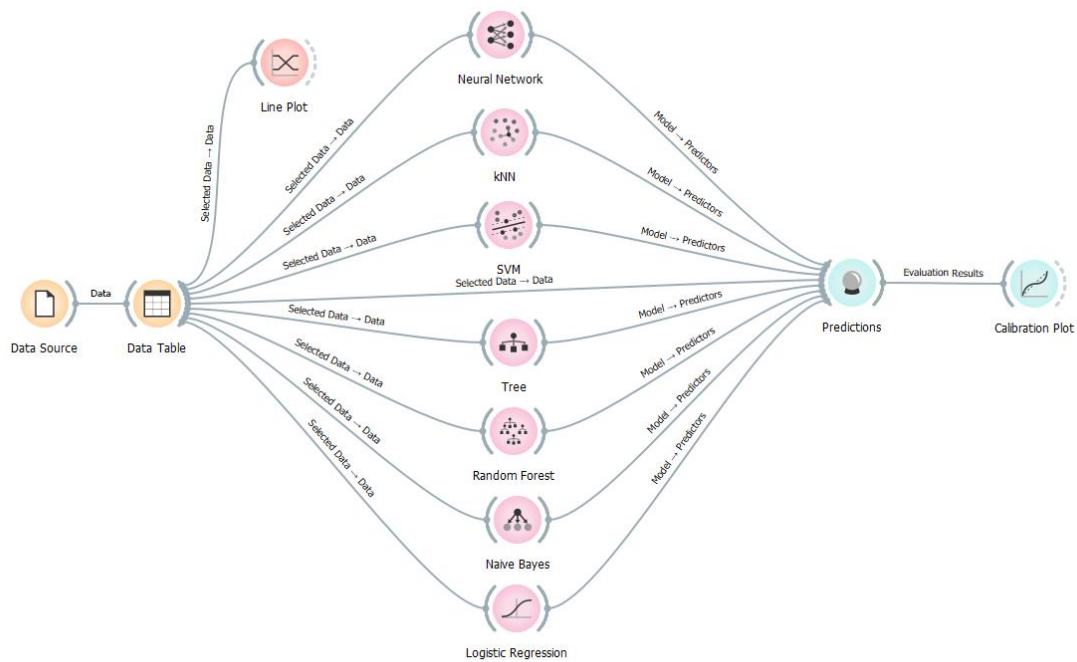 Neural Network
Line Plot
Selected Data → Data
Selected Data → Data
Model → Predictors
kNN
Selected Data → Data
Model → Predictors
SVM
Selected Data → Data
Model → Predictors
Selected Data → Data
Data Source
Data
Data Table
Predictions
Evaluation Results
Calibration Plot
Selected Data → Data
Tree
Model → Predictors
Selected Data → Data
Random Forest
Model → Predictors
Selected Data → Data
Naive Bayes
Model → Predictors
Selected Data → Data
Logistic Regression
Model → Predictors